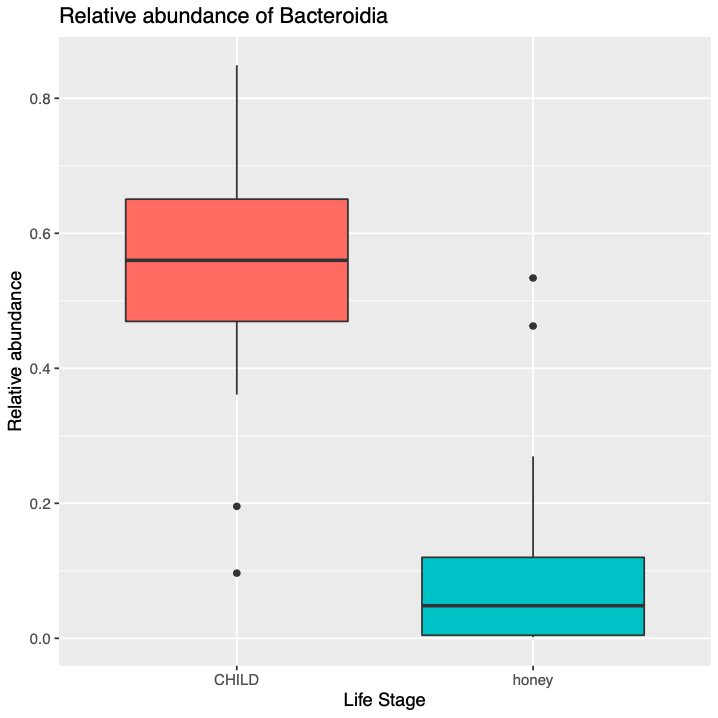 Relative abundance of Bacteroidia
Relative abundance
0.8
0.6
0.4
0.2
0.0
CHILD
honey
Life Stage